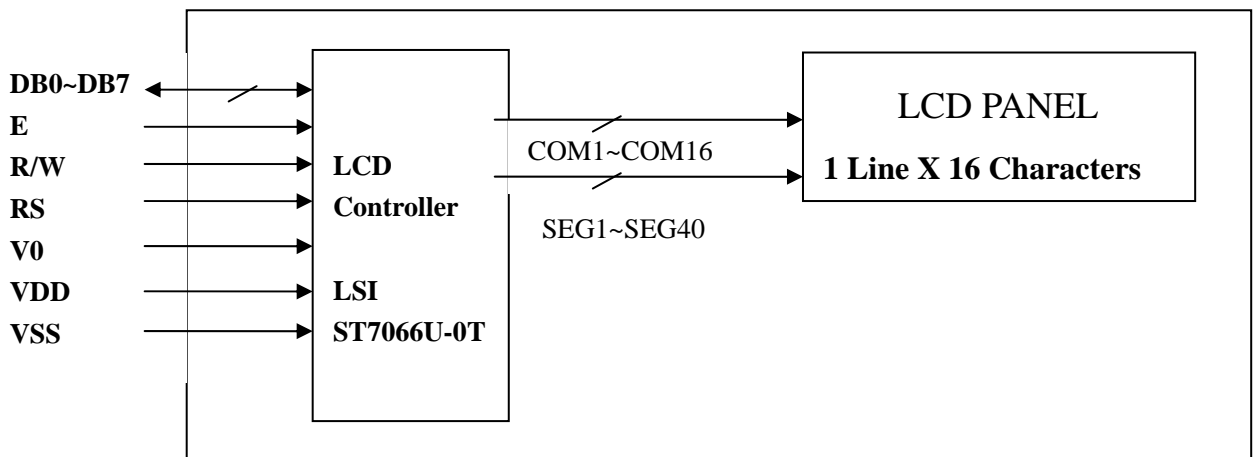 DB0~DB7
E
R/W
RS
V0
VDD
VSS
LCD
Controller
LSI
ST7066U-0T
COM1~COM16
SEG1~SEG40
LCD PANEL
1 Line X 16 Characters